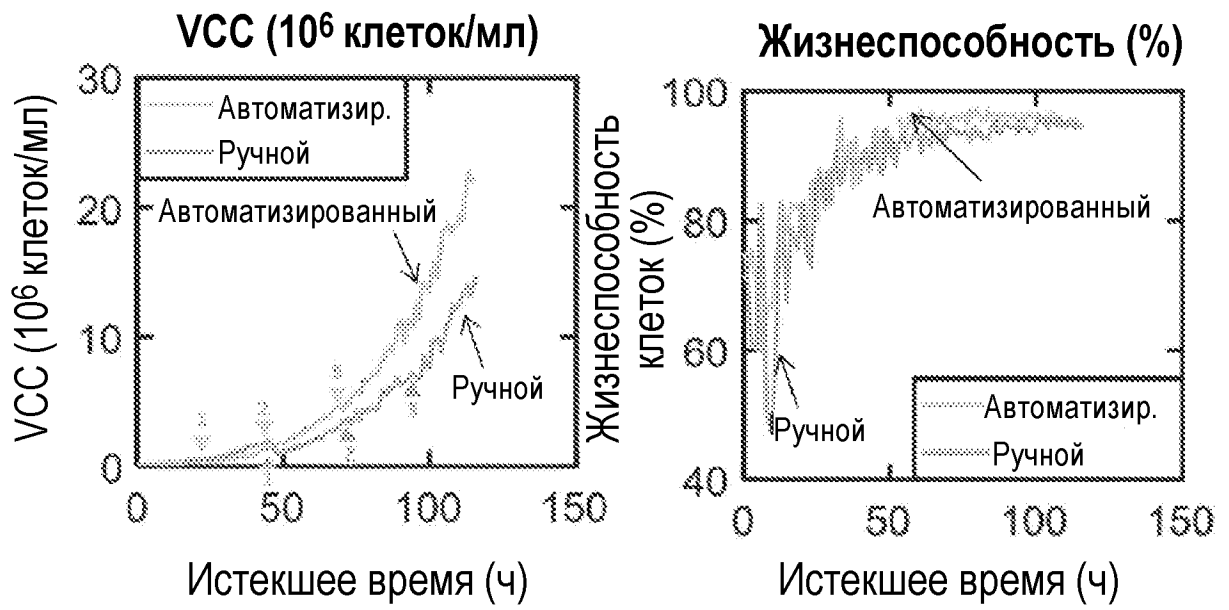 VCC (10⁶ клеток/мл)
30
20
10
0
VCC (10⁶ клеток/мл)
Автоматизир.
Ручной
Автоматизированный
Ручной
0
50
100
150
Истекшее время (ч)
Жизнеспособность (%)
100
80
60
40
Жизнеспособность
клеток (%)
Автоматизированный
Ручной
Автоматизир.
Ручной
0
50
100
150
Истекшее время (ч)